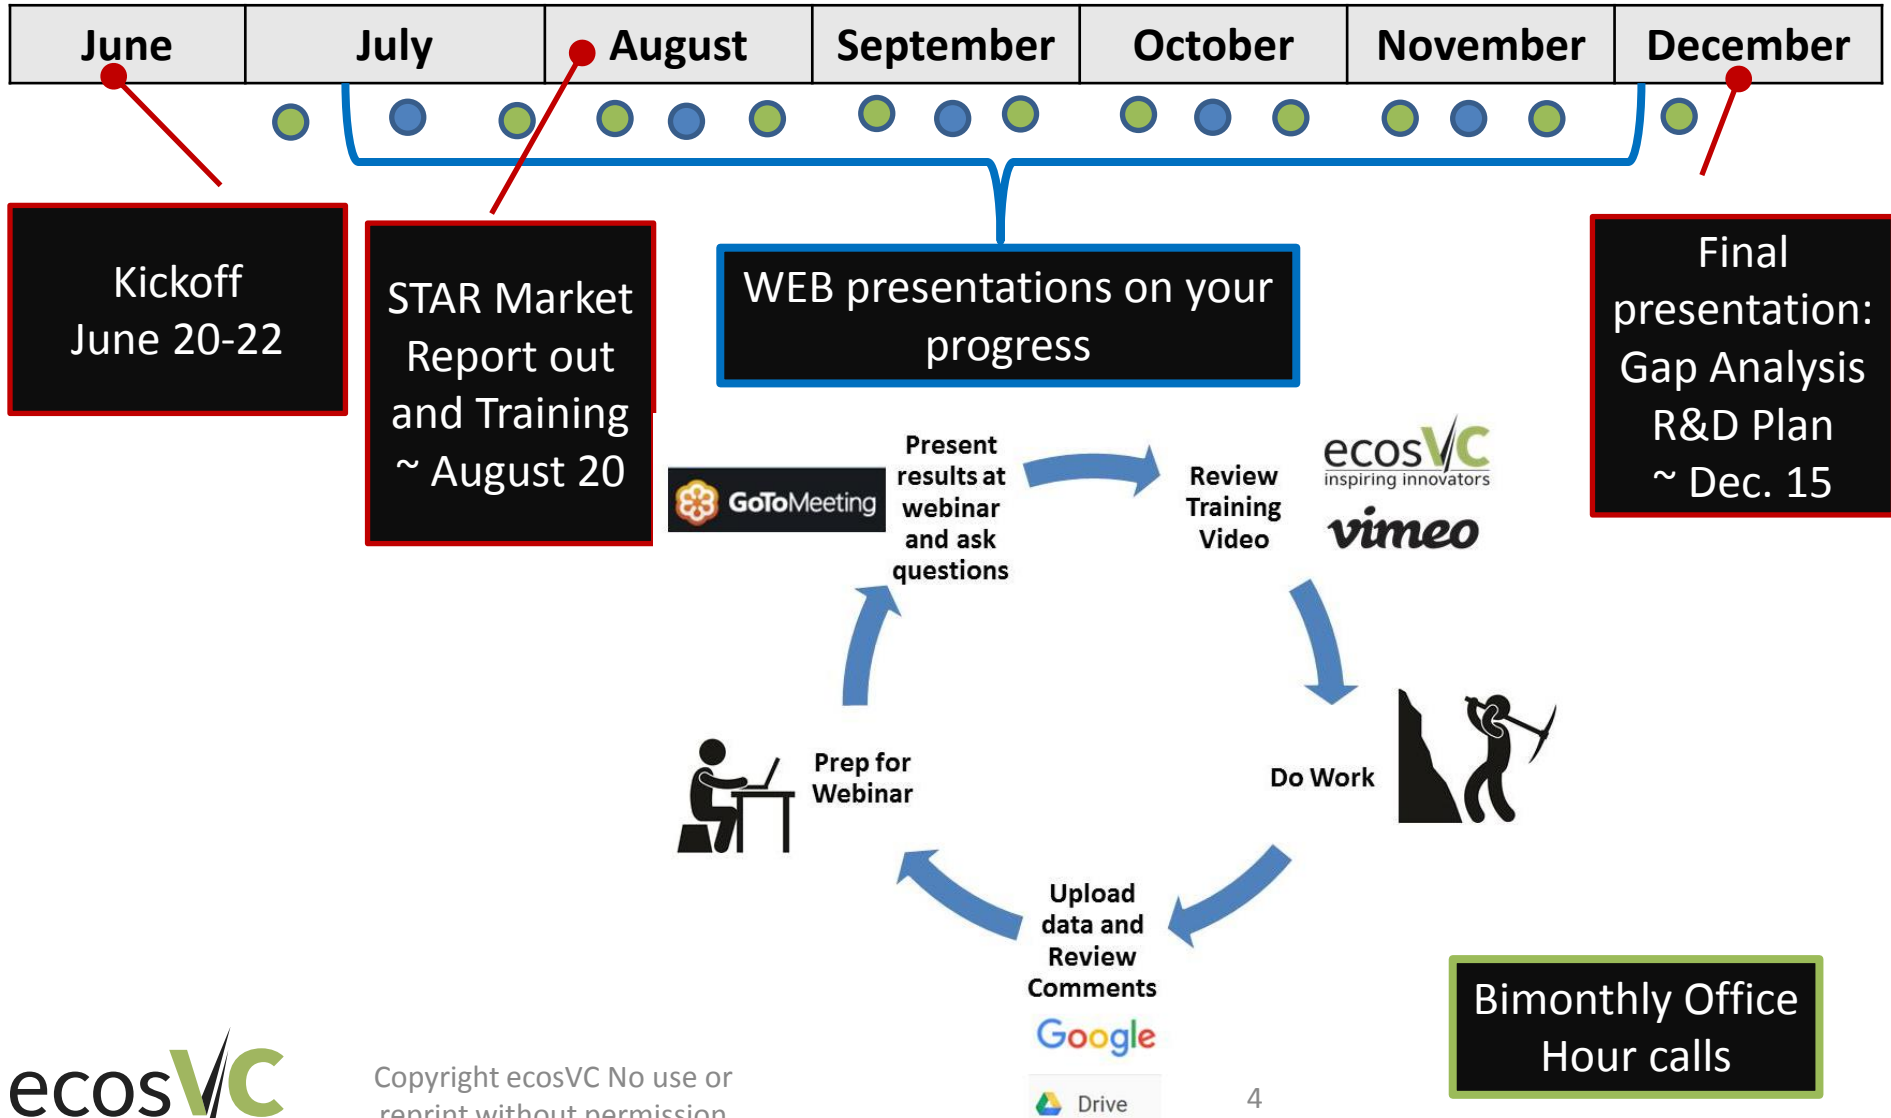 June July August September October November December
Kickoff
June 20-22
STAR Market
Report out
and Training
~ August 20
WEB presentations on your
progress
Final
presentation:
Gap Analysis
R&D Plan
~ Dec. 15
Present
results at
webinar
and ask
questions
GoToMeeting
Review
Training
Video
ecosVC
inspiring innovators
vimeo
Do Work
Prep for
Webinar
Upload
data and
Review
Comments
Google
Drive
Bimonthly Office
Hour calls
ecosVC
Copyright ecosVC No use or
reprint without permission
4